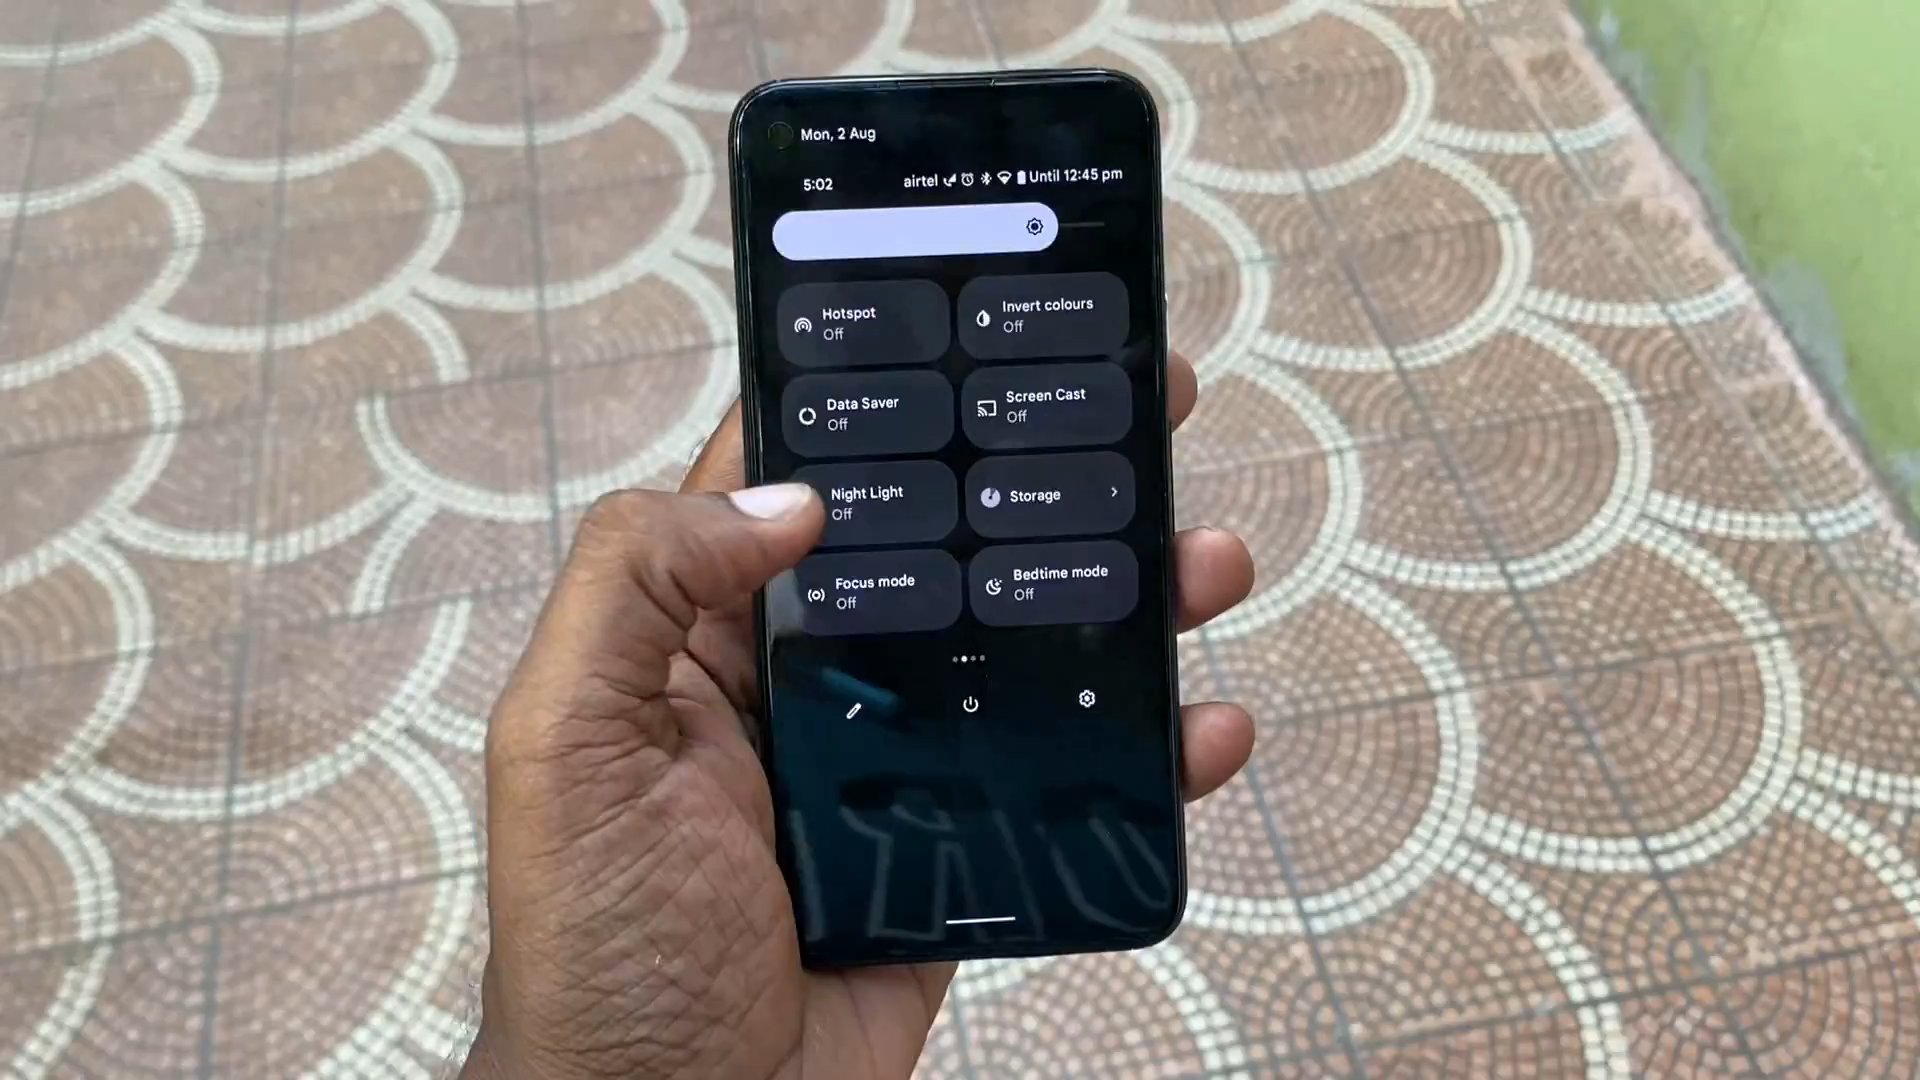 Mon, 2 Aug
5:02
airtel Until 12:45 pm
Hotspot
Off
Invert colours
Off
Data Saver
Off
Screen Cast
Off
Night Light
Off
Storage
Focus mode
Off
Bedtime mode
Off